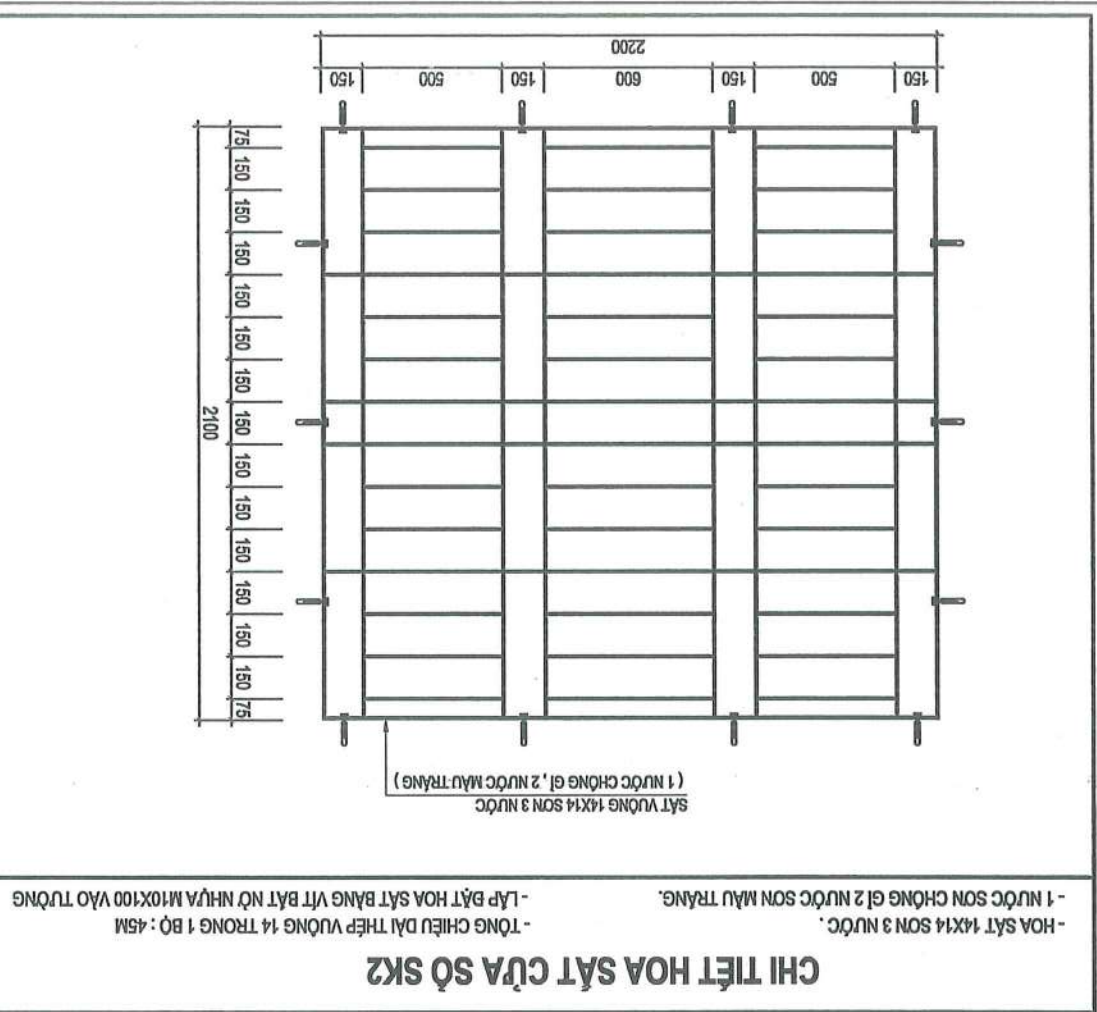 CHI TIẾT HOA SẮT CỬA SỔ SK2
- HOA SẮT 14X14 SƠN 3 NƯỚC .
- 1 NƯỚC SƠN CHỐNG GỈ 2 NƯỚC SƠN MÀU TRẮNG.
- TỔNG CHIỀU DÀI THÉP VUÔNG 14 TRONG 1 BỘ : 45M
- LẮP ĐẶT HOA SẮT BẰNG VÍT BẮT NỞ NHỰA M10X100 VÀO TƯỜNG
SẮT VUÔNG 14X14 SƠN 3 NƯỚC
( 1 NƯỚC CHỐNG GỈ , 2 NƯỚC MÀU TRẮNG )
75 150 150 150 150 150 150 150 150 150 150 150 150 150 75
2100
150 500 150 600 150 500 150
2200